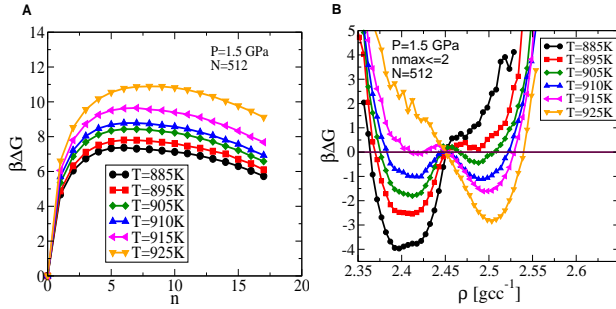 A
14
12
10
8
6
4
2
0
βΔG
P=1.5 GPa
N=512
T=885K
T=895K
T=905K
T=910K
T=915K
T=925K
0 5 10 15 20
n
B
5
4
3
2
1
0
-1
-2
-3
-4
βΔG
P=1.5 GPa
nmax<=2
N=512
T=885K
T=895K
T=905K
T=910K
T=915K
T=925K
2.35 2.4 2.45 2.5 2.55 2.6
ρ [gcc⁻¹]